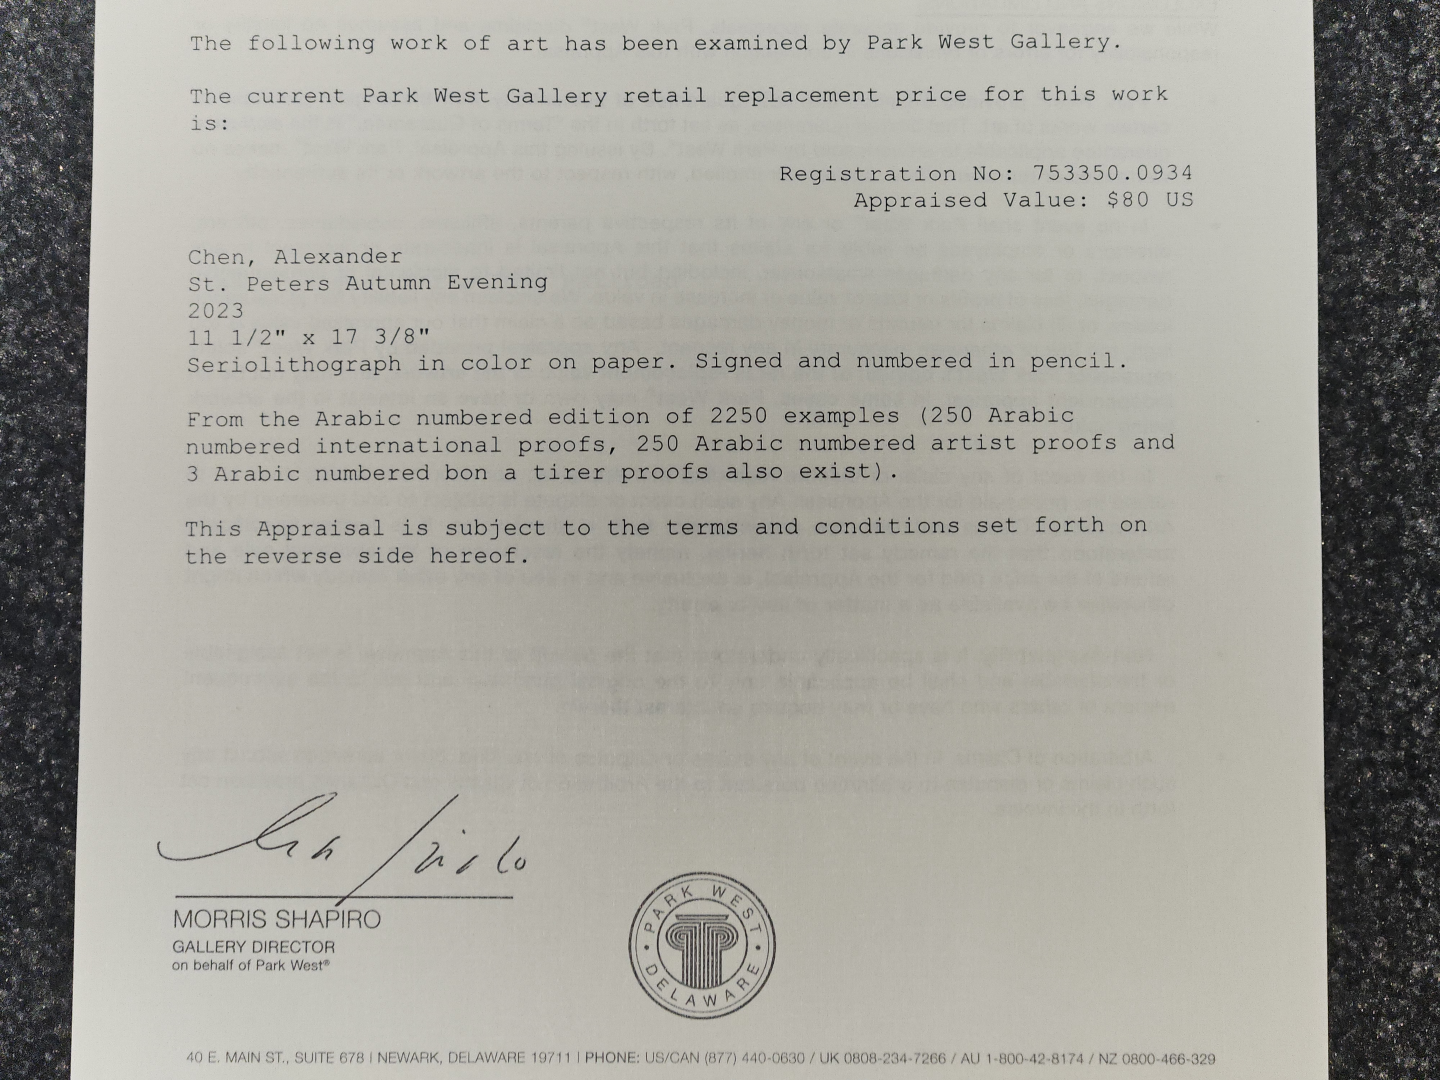 The following work of art has been examined by Park West Gallery.
The current Park West Gallery retail replacement price for this work
is:
Registration No: 753350.0934
Appraised Value: $80 US
Chen, Alexander
St. Peters Autumn Evening
2023
11 1/2" x 17 3/8"
Seriolithograph in color on paper. Signed and numbered in pencil.
From the Arabic numbered edition of 2250 examples (250 Arabic
numbered international proofs, 250 Arabic numbered artist proofs and
3 Arabic numbered bon a tirer proofs also exist).
This Appraisal is subject to the terms and conditions set forth on
the reverse side hereof.
MORRIS SHAPIRO
GALLERY DIRECTOR
on behalf of Park West®
PARK WEST
• DELAWARE •
40 E. MAIN ST., SUITE 678 | NEWARK, DELAWARE 19711 | PHONE: US/CAN (877) 440-0630 / UK 0808-234-7266 / AU 1-800-42-8174 / NZ 0800-466-329